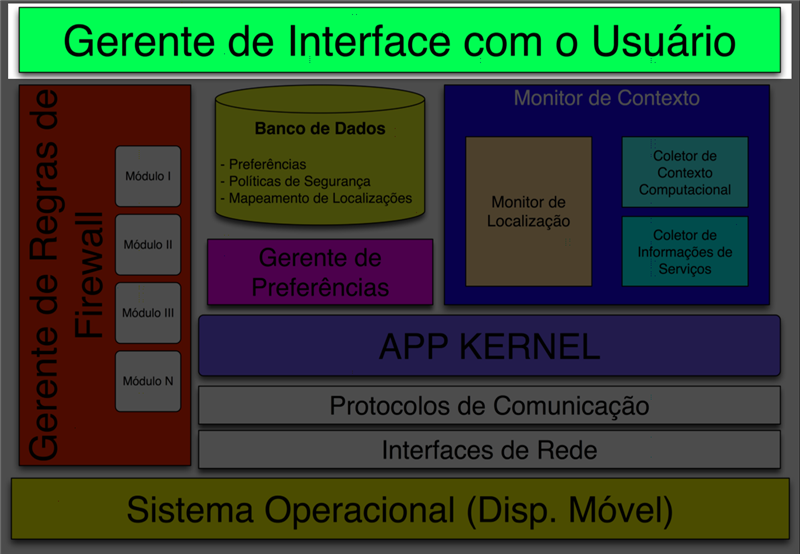 Gerente de Interface com o Usuário
Gerente de Regras de
Firewall
Módulo I
Módulo II
Módulo III
Módulo N
Banco de Dados
- Preferências
- Políticas de Segurança
- Mapeamento de Localizações
Gerente de
Preferências
Monitor de Contexto
Monitor de
Localização
Coletor de
Contexto
Computacional
Coletor de
Informações de
Serviços
APP KERNEL
Protocolos de Comunicação
Interfaces de Rede
Sistema Operacional (Disp. Móvel)